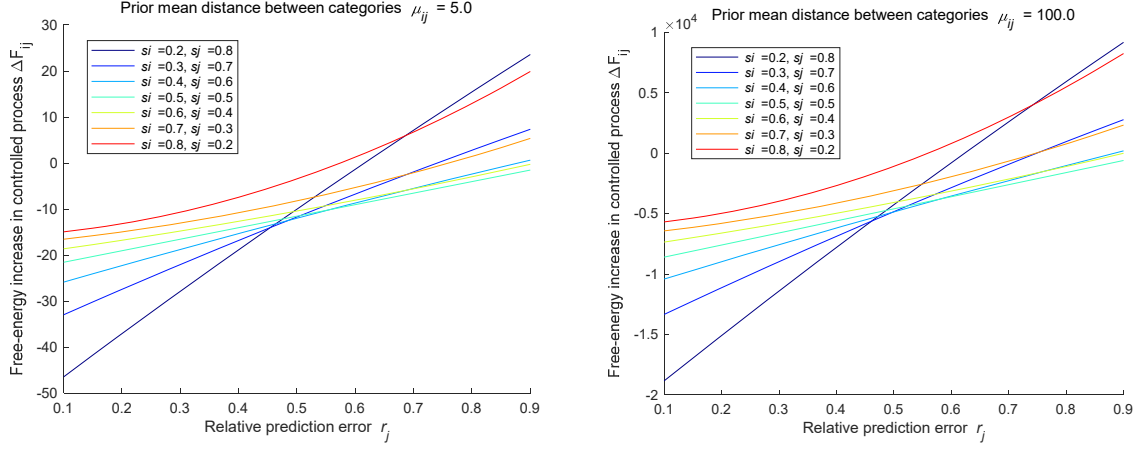 Prior mean distance between categories μij = 5.0
Free-energy increase in controlled process ΔFij
30
20
10
0
-10
-20
-30
-40
-50
si =0.2, sj =0.8
si =0.3, sj =0.7
si =0.4, sj =0.6
si =0.5, sj =0.5
si =0.6, sj =0.4
si =0.7, sj =0.3
si =0.8, sj =0.2
0.1 0.2 0.3 0.4 0.5 0.6 0.7 0.8 0.9
Relative prediction error rj
Prior mean distance between categories μij = 100.0
×10⁴
Free-energy increase in controlled process ΔFij
1
0.5
0
-0.5
-1
-1.5
-2
si =0.2, sj =0.8
si =0.3, sj =0.7
si =0.4, sj =0.6
si =0.5, sj =0.5
si =0.6, sj =0.4
si =0.7, sj =0.3
si =0.8, sj =0.2
0.1 0.2 0.3 0.4 0.5 0.6 0.7 0.8 0.9
Relative prediction error rj